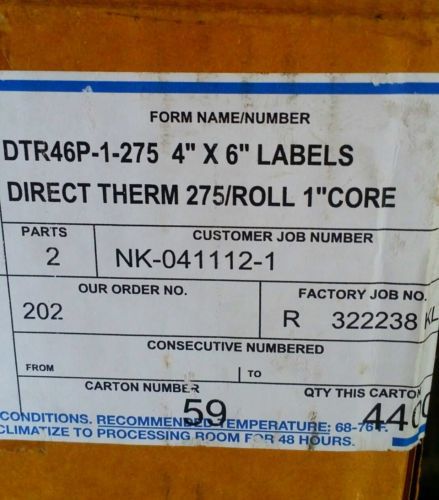 FORM NAME/NUMBER
DTR46P-1-275 4" X 6" LABELS
DIRECT THERM 275/ROLL 1"CORE
PARTS
CUSTOMER JOB NUMBER
2
NK-041112-1
OUR ORDER NO.
FACTORY JOB NO.
202
R 322238 KL
CONSECUTIVE NUMBERED
FROM
TO
CARTON NUMBER
QTY THIS CARTON
59
4400
CONDITIONS. RECOMMENDED TEMPERATURE: 68-76°F.
CLIMATIZE TO PROCESSING ROOM FOR 48 HOURS.